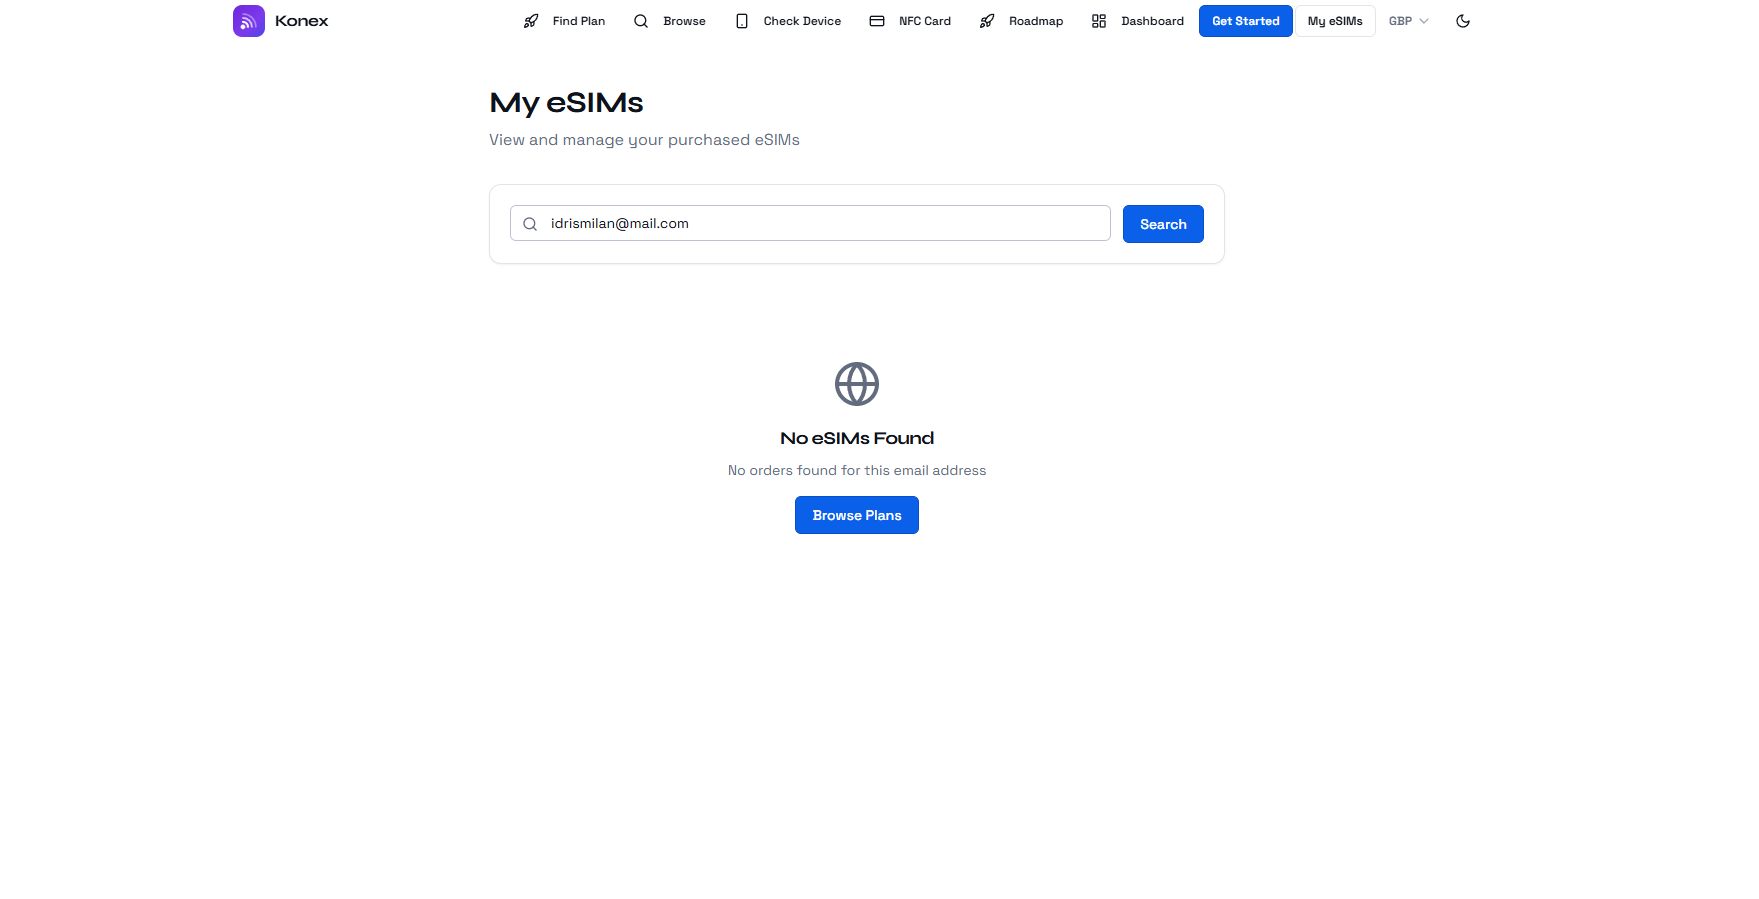 Konex
Find Plan
Browse
Check Device
NFC Card
Roadmap
Dashboard
Get Started
My eSIMs
GBP
My eSIMs
View and manage your purchased eSIMs
idrismilan@mail.com
Search
No eSIMs Found
No orders found for this email address
Browse Plans